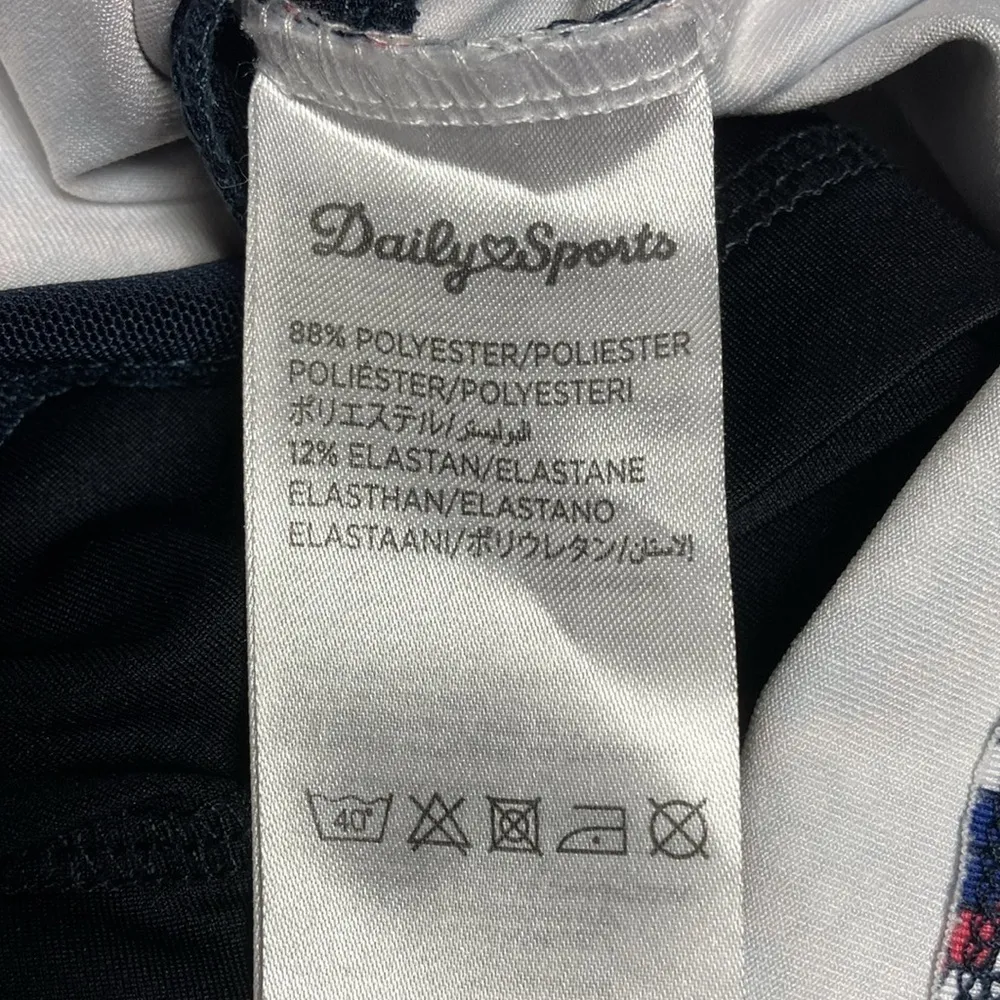 Daily♡Sports
88% POLYESTER/POLIESTER
POLIÉSTER/POLYESTERI
ポリエステル/البوليستر
12% ELASTAN/ELASTANE
ELASTHAN/ELASTANO
ELASTAANI/ポリウレタン/الاستان
40°